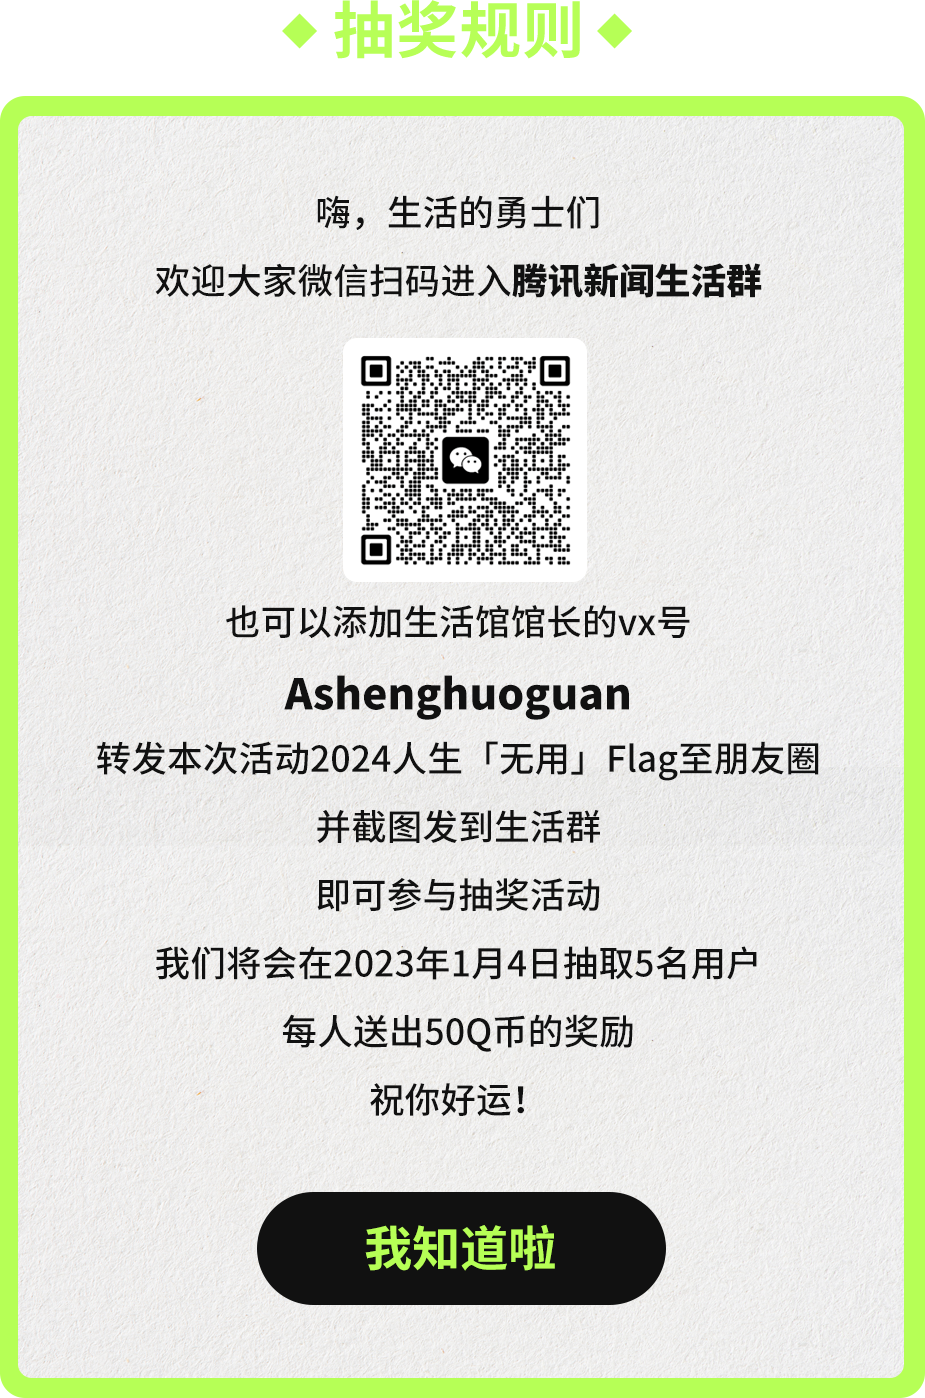 抽奖规则
嗨，生活的勇士们
欢迎大家微信扫码进入腾讯新闻生活群
也可以添加生活馆馆长的vx号
Ashenghuoguan
转发本次活动2024人生「无用」Flag至朋友圈
并截图发到生活群
即可参与抽奖活动
我们将会在2023年1月4日抽取5名用户
每人送出50Q币的奖励
祝你好运！
我知道啦